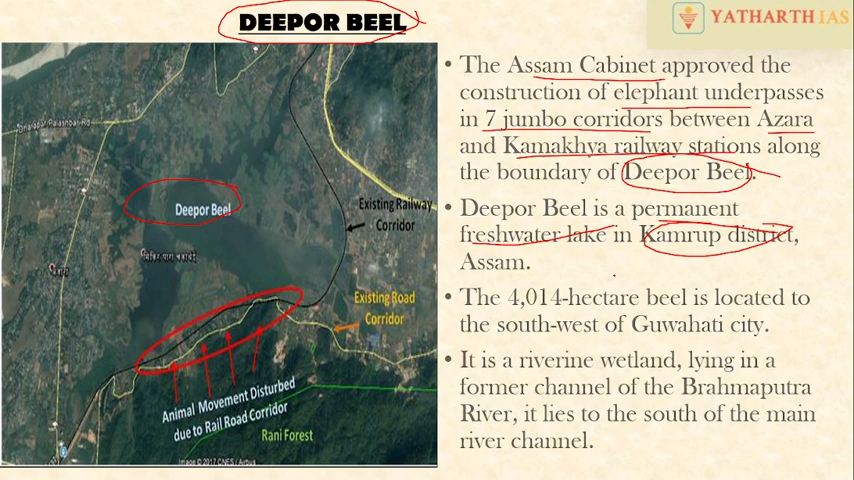 DEEPOR BEEL
YATHARTH IAS
Deepor Beel
Existing Railway
Corridor
Existing Road
Corridor
Animal Movement Disturbed
due to Rail Road Corridor
Rani Forest
Image © 2017 CNES / Airbus
• The Assam Cabinet approved the
construction of elephant underpasses
in 7 jumbo corridors between Azara
and Kamakhya railway stations along
the boundary of Deepor Beel.
• Deepor Beel is a permanent
freshwater lake in Kamrup district,
Assam.
• The 4,014-hectare beel is located to
the south-west of Guwahati city.
• It is a riverine wetland, lying in a
former channel of the Brahmaputra
River, it lies to the south of the main
river channel.